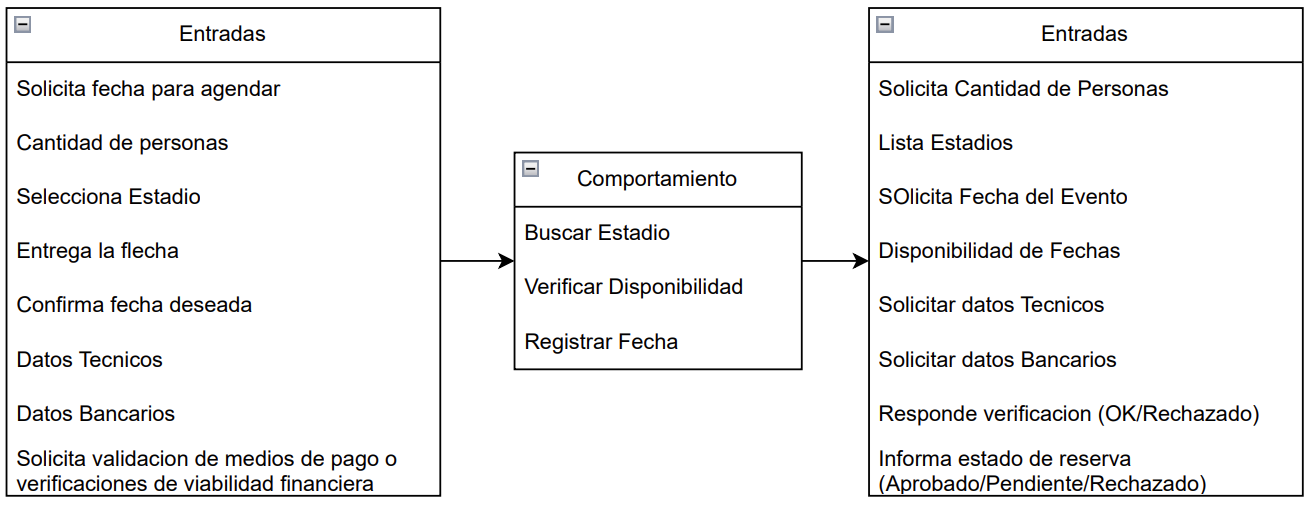 Entradas
Solicita fecha para agendar
Cantidad de personas
Selecciona Estadio
Entrega la flecha
Confirma fecha deseada
Datos Tecnicos
Datos Bancarios
Solicita validacion de medios de pago o
verificaciones de viabilidad financiera
Comportamiento
Buscar Estadio
Verificar Disponibilidad
Registrar Fecha
Entradas
Solicita Cantidad de Personas
Lista Estadios
SOlicita Fecha del Evento
Disponibilidad de Fechas
Solicitar datos Tecnicos
Solicitar datos Bancarios
Responde verificacion (OK/Rechazado)
Informa estado de reserva
(Aprobado/Pendiente/Rechazado)